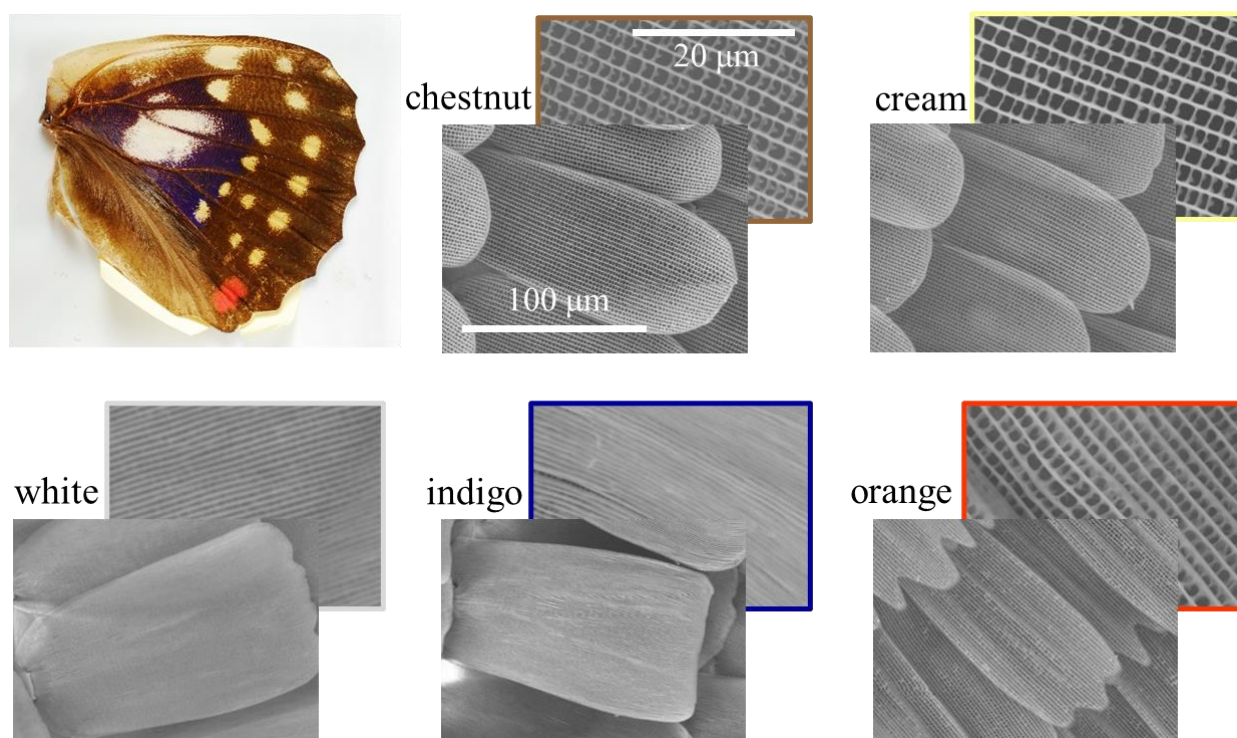 chestnut
20 μm
100 μm
cream
white
indigo
orange